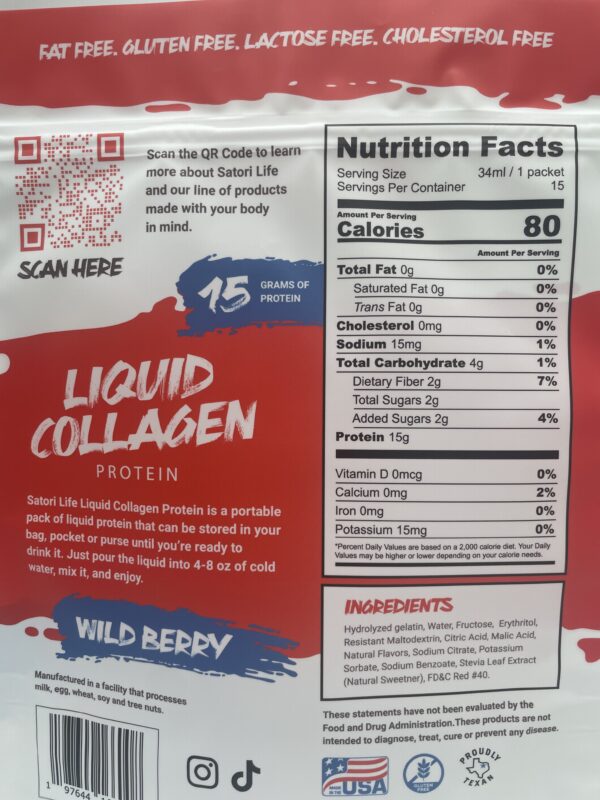 FAT FREE. GLUTEN FREE. LACTOSE FREE. CHOLESTEROL FREE
Scan the QR Code to learn
more about Satori Life
and our line of products
made with your body
in mind.
SCAN HERE
15
GRAMS OF
PROTEIN
LIQUID
COLLAGEN
PROTEIN
Satori Life Liquid Collagen Protein is a portable
pack of liquid protein that can be stored in your
bag, pocket or purse until you're ready to
drink it. Just pour the liquid into 4-8 oz of cold
water, mix it, and enjoy.
WILD BERRY
Manufactured in a facility that processes
milk, egg, wheat, soy and tree nuts.
1 97644
Nutrition Facts
Serving Size 34ml / 1 packet
Servings Per Container 15
Amount Per Serving
Calories 80
Amount Per Serving
Total Fat 0g 0%
Saturated Fat 0g 0%
Trans Fat 0g 0%
Cholesterol 0mg 0%
Sodium 15mg 1%
Total Carbohydrate 4g 1%
Dietary Fiber 2g 7%
Total Sugars 2g
Added Sugars 2g 4%
Protein 15g
Vitamin D 0mcg 0%
Calcium 0mg 2%
Iron 0mg 0%
Potassium 15mg 0%
*Percent Daily Values are based on a 2,000 calorie diet. Your Daily
Values may be higher or lower depending on your calorie needs.
INGREDIENTS
Hydrolyzed gelatin, Water, Fructose, Erythritol,
Resistant Maltodextrin, Citric Acid, Malic Acid,
Natural Flavors, Sodium Citrate, Potassium
Sorbate, Sodium Benzoate, Stevia Leaf Extract
(Natural Sweetner), FD&C Red #40.
These statements have not been evaluated by the
Food and Drug Administration.These products are not
intended to diagnose, treat, cure or prevent any disease.
MADE IN THE USA
GLUTEN FREE
PROUDLY
TEXAN